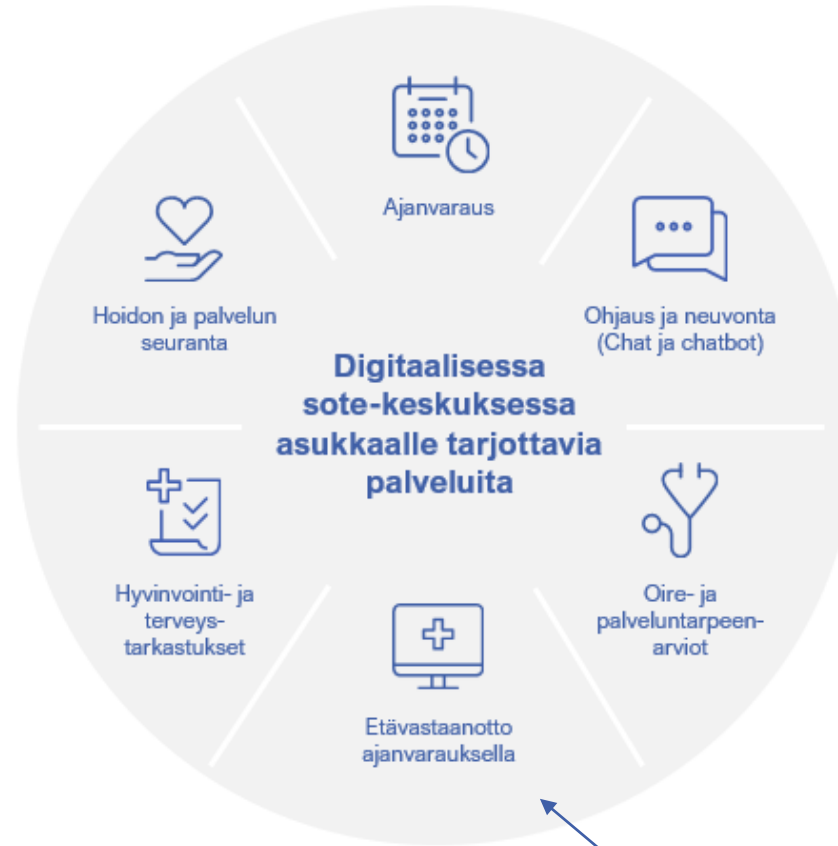 Ajanvaraus
Ohjaus ja neuvonta
(Chat ja chatbot)
Oire- ja
palveluntarpeen-
arviot
Etävastaanotto
ajanvarauksella
Hyvinvointi- ja
terveys-
tarkastukset
Hoidon ja palvelun
seuranta
Digitaalisessa
sote-keskuksessa
asukkaalle tarjottavia
palveluita